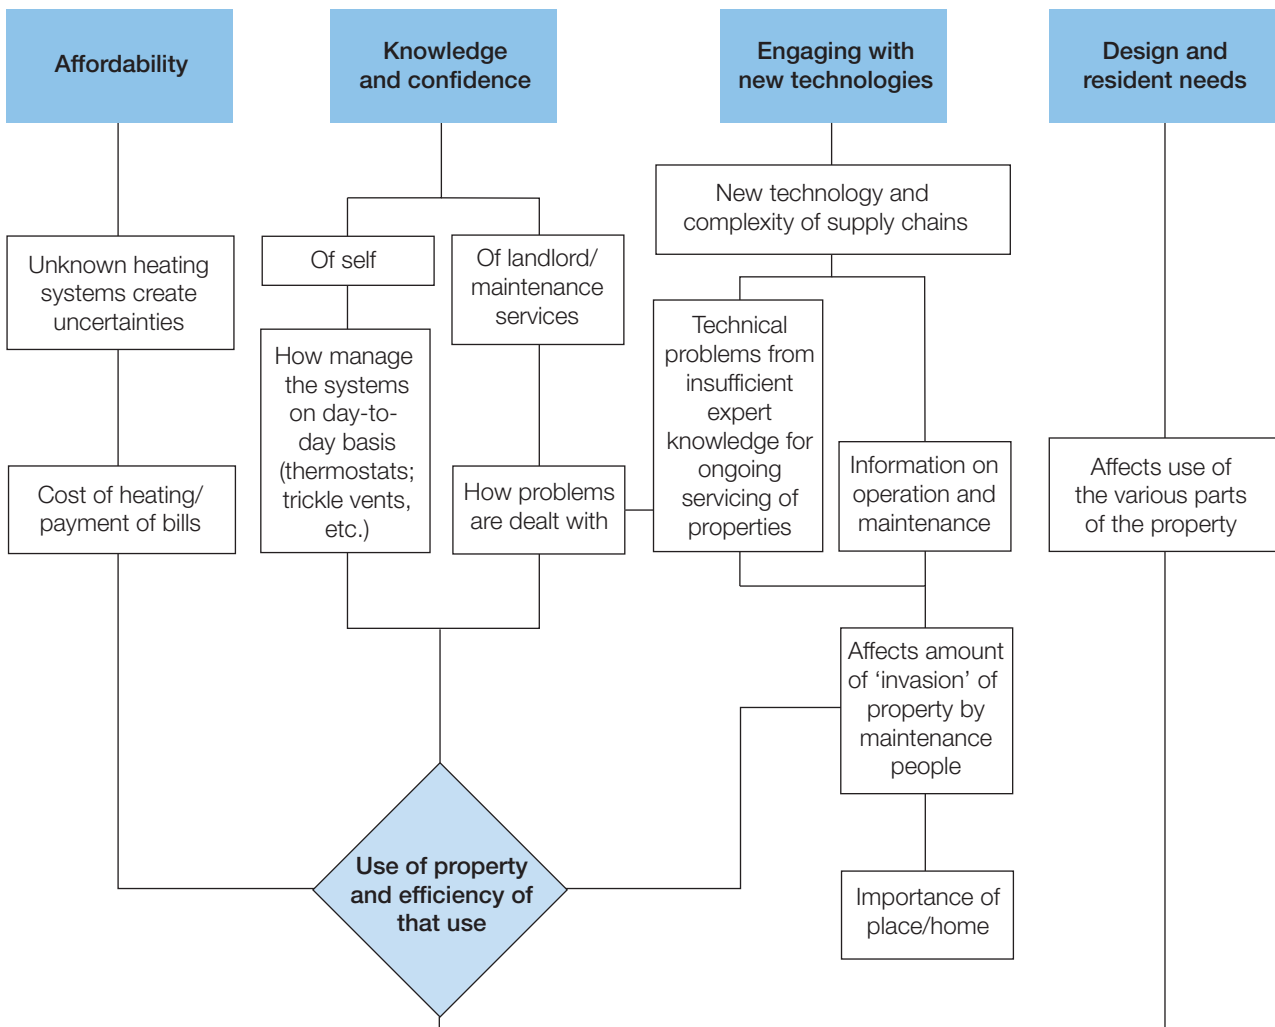 Affordability
Knowledge
and confidence
Engaging with
new technologies
Design and
resident needs
New technology and
complexity of supply chains
Unknown heating
systems create
uncertainties
Of self
Of landlord/
maintenance
services
How manage
the systems
on day-to-
day basis
(thermostats;
trickle vents,
etc.)
Technical
problems from
insufficient
expert
knowledge for
ongoing
servicing of
properties
Cost of heating/
payment of bills
How problems
are dealt with
Information on
operation and
maintenance
Affects use of
the various parts
of the property
Affects amount
of ‘invasion’ of
property by
maintenance
people
Use of property
and efficiency of
that use
Importance of
place/home